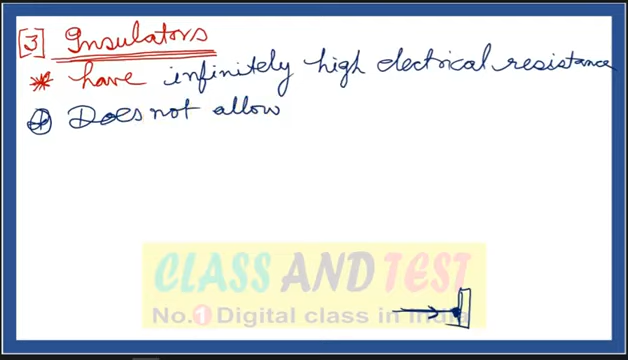 [3] Insulators
* have infinitely high electrical resistance
Does not allow
CLASS AND TEST
No.1 Digital class in India